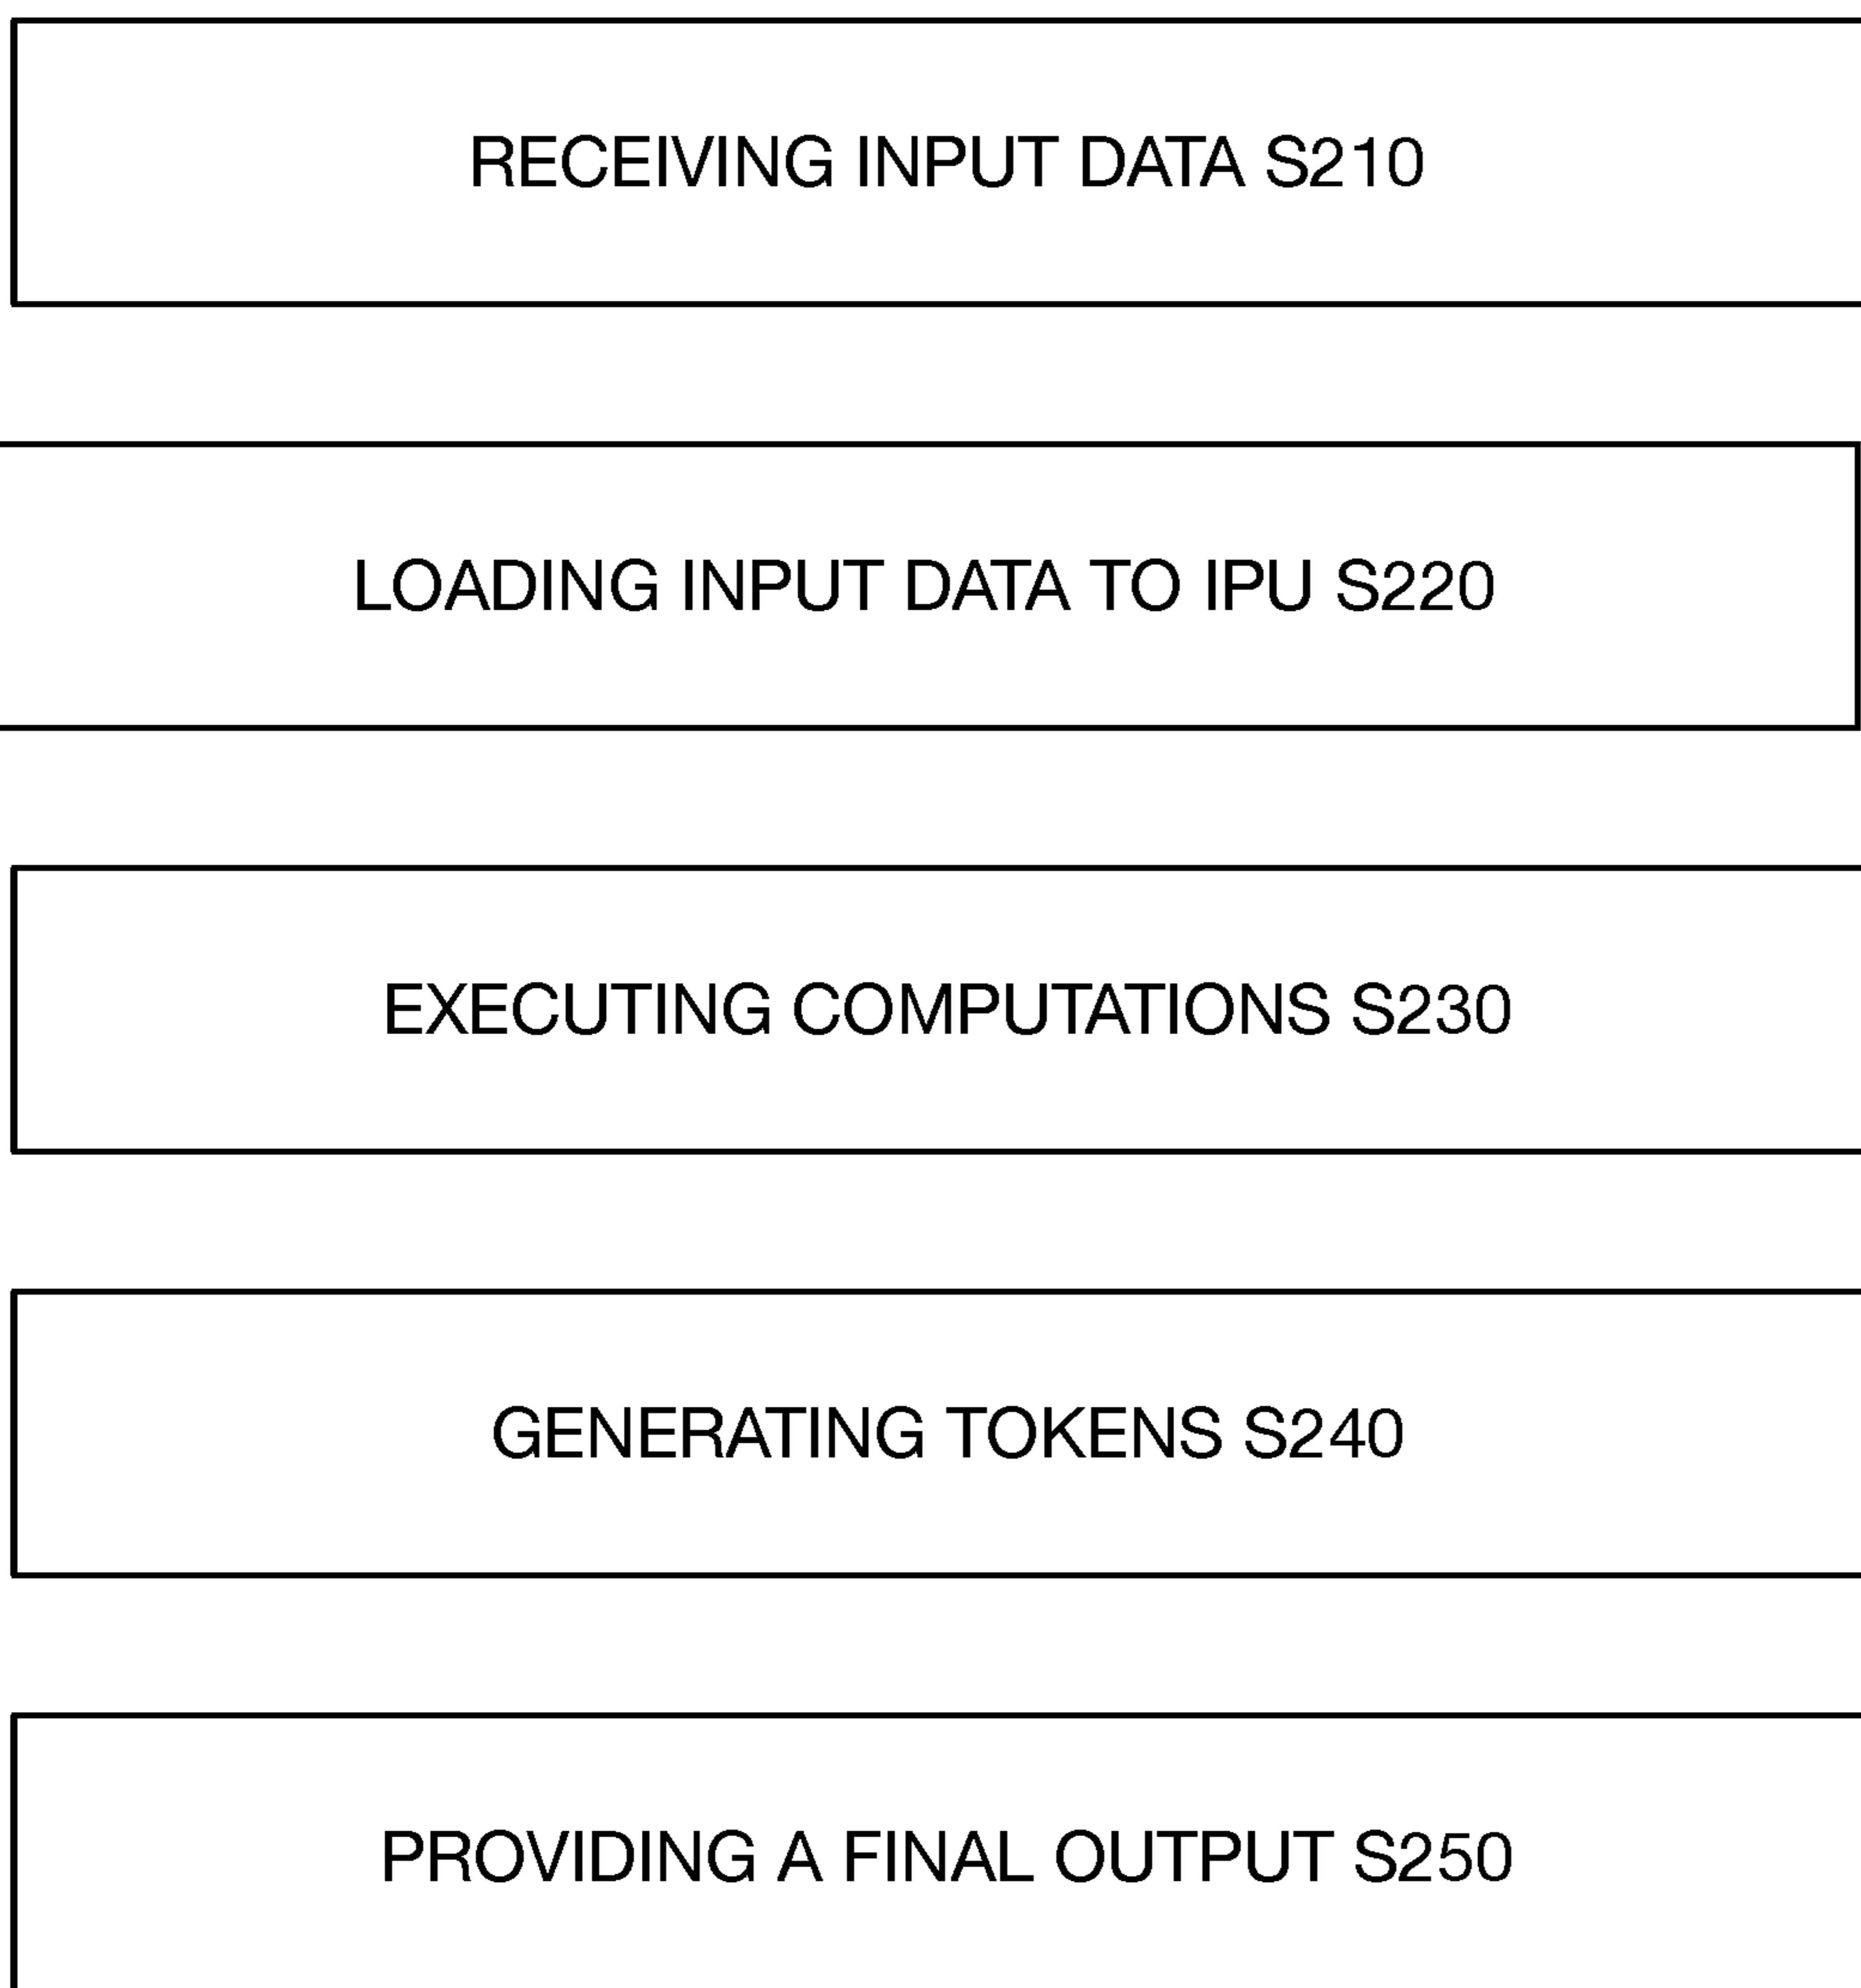 RECEIVING INPUT DATA S210
LOADING INPUT DATA TO IPU S220
EXECUTING COMPUTATIONS S230
GENERATING TOKENS S240
PROVIDING A FINAL OUTPUT S250